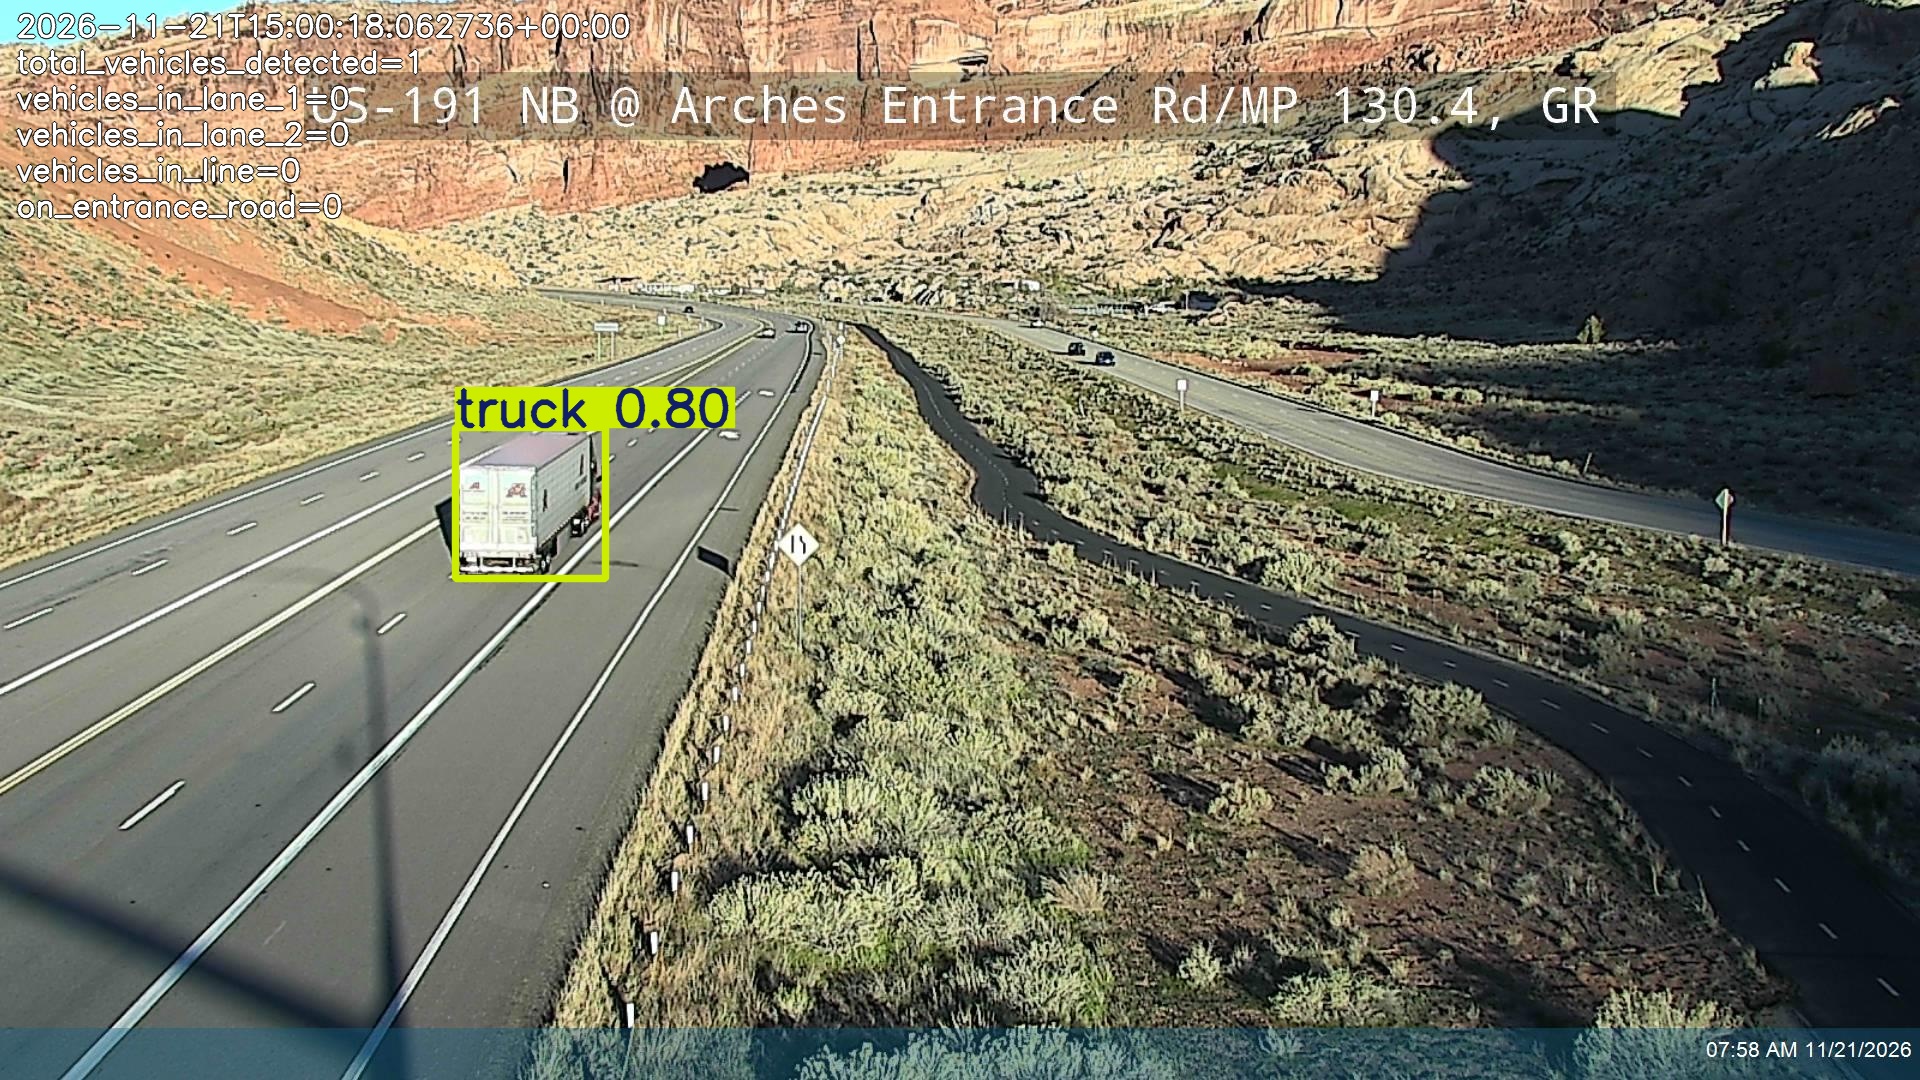 2026-11-21T15:00:18.062736+00:00
total_vehicles_detected=1
vehicles_in_lane_1=0
US-191 NB @ Arches Entrance Rd/MP 130.4, GR
vehicles_in_lane_2=0
vehicles_in_line=0
on_entrance_road=0
truck 0.80
07:58 AM 11/21/2026